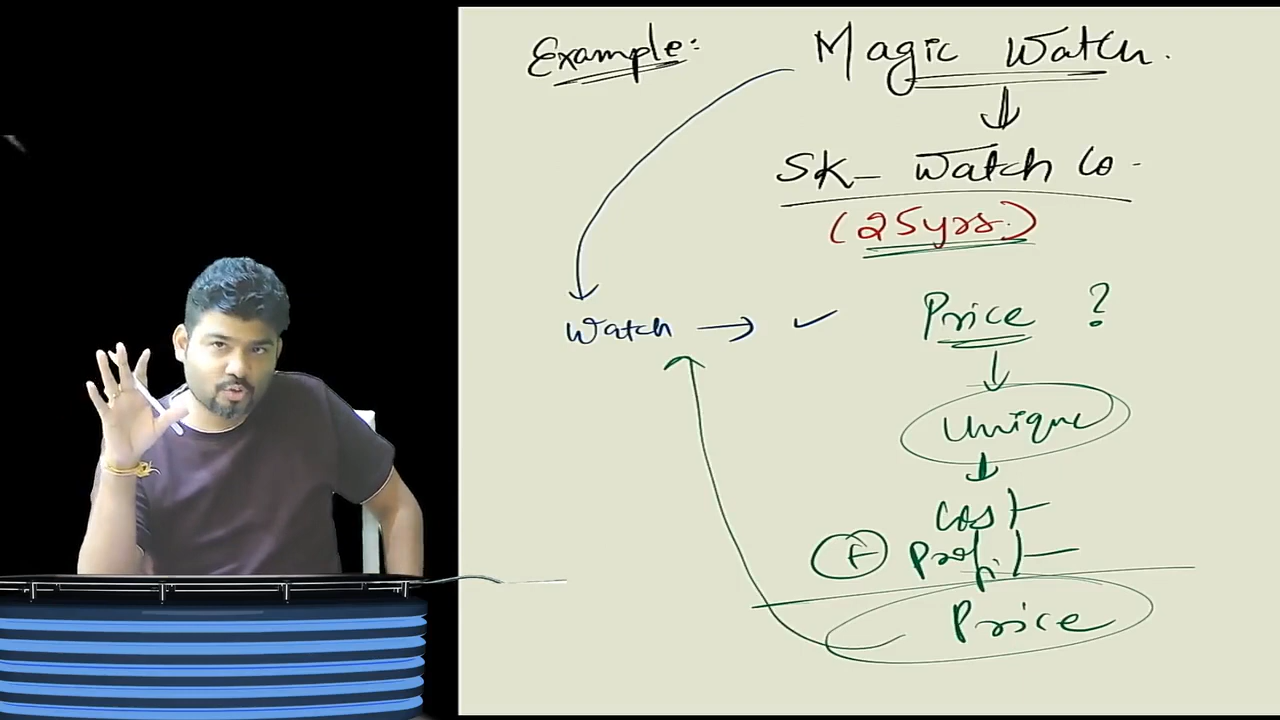 Example: Magic Watch.
↓
SK- Watch Co.
(25yrs.)
Watch → ✓ Price ?
↓
Unique
↓
Cost
+ Profit
Price